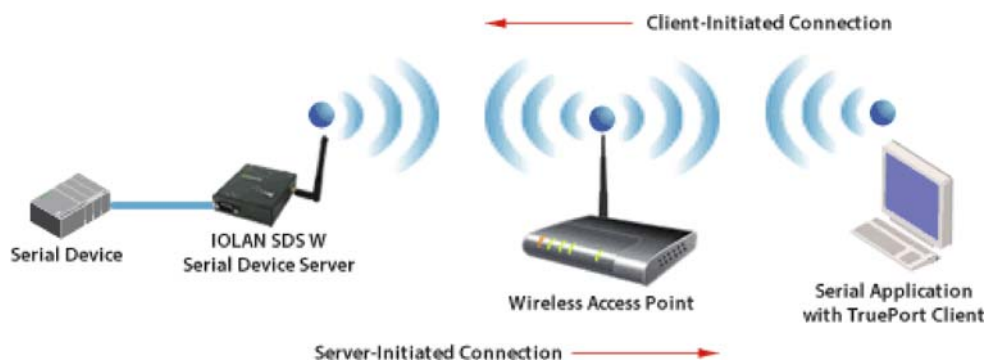 Client-Initiated Connection
Serial Device
IOLAN SDS W
Serial Device Server
Wireless Access Point
Serial Application
with TruePort Client
Server-Initiated Connection